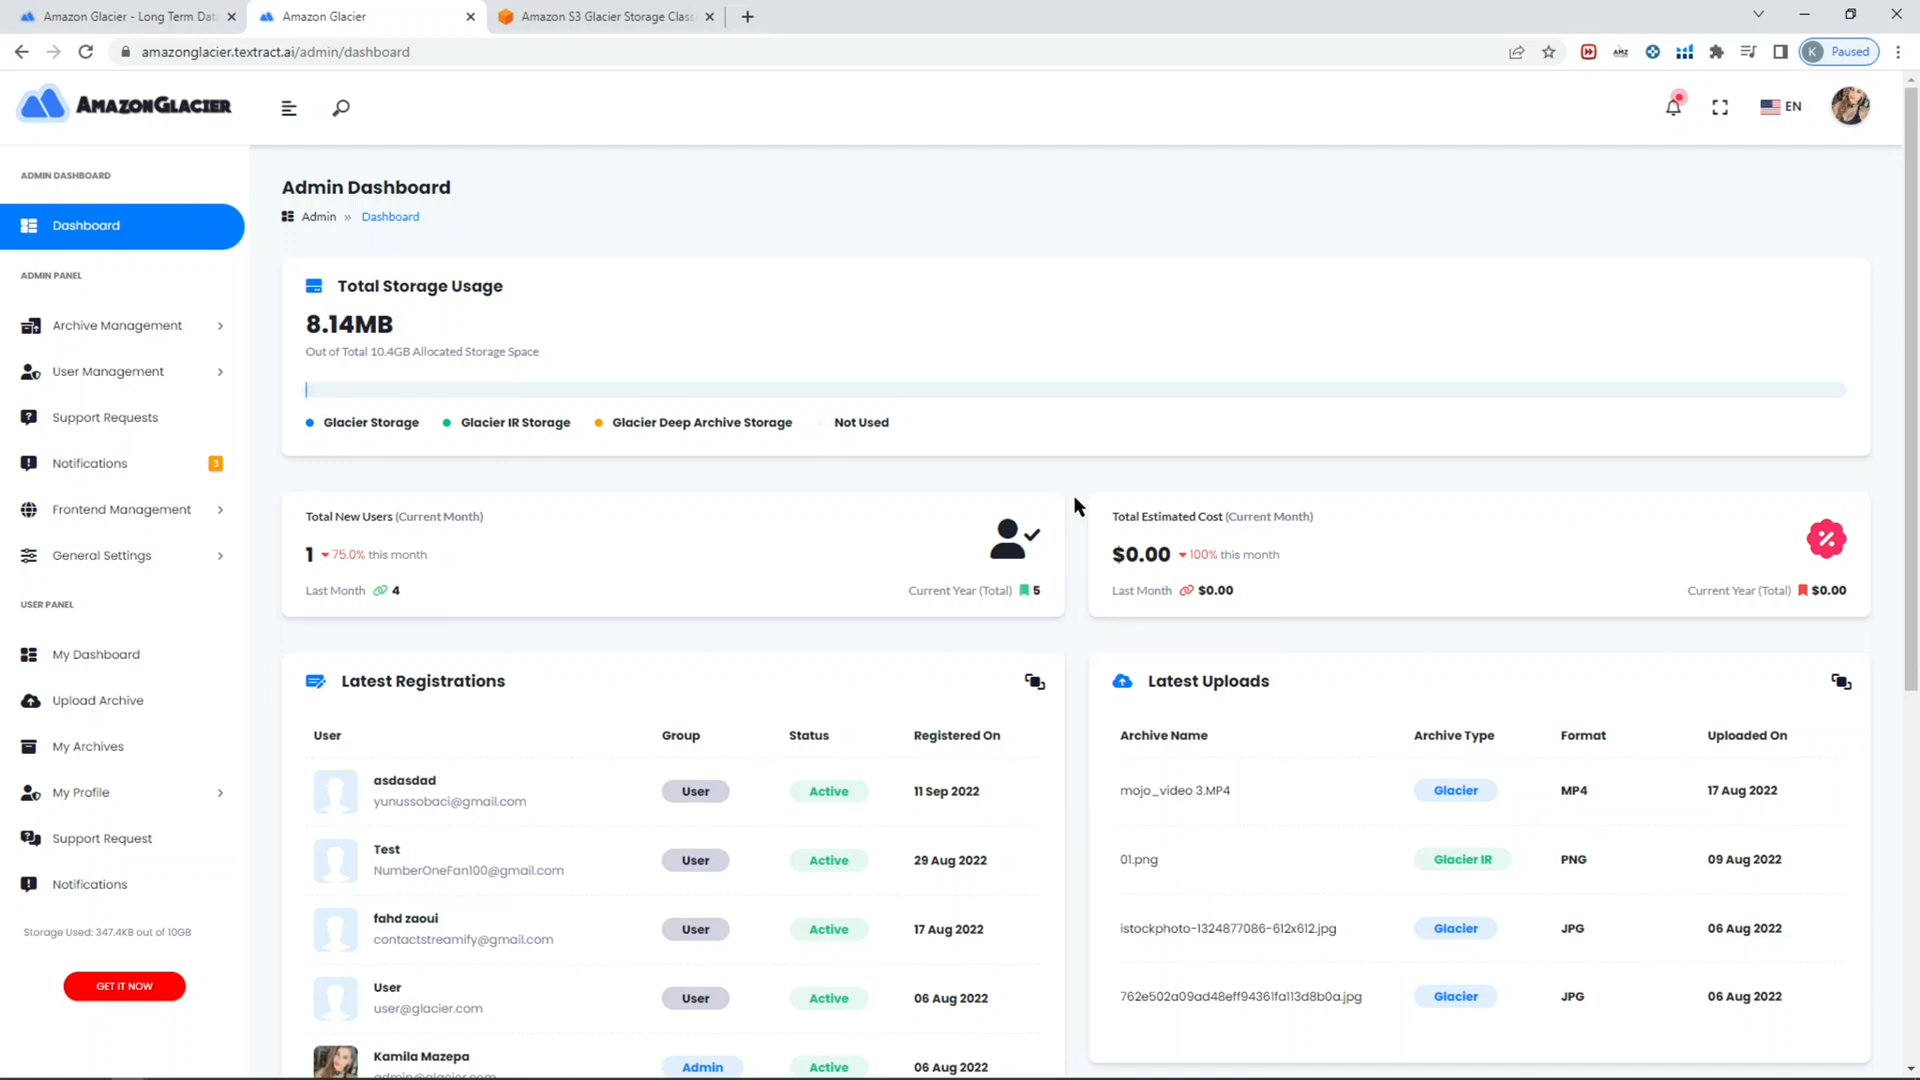 Amazon Glacier - Long Term Dat
Amazon Glacier
Amazon S3 Glacier Storage Class
amazonglacier.textract.ai/admin/dashboard
AMZ
K Paused
AMAZONGLACIER
EN
ADMIN DASHBOARD
Dashboard
ADMIN PANEL
Archive Management
User Management
Support Requests
Notifications 3
Frontend Management
General Settings
USER PANEL
My Dashboard
Upload Archive
My Archives
My Profile
Support Request
Notifications
Storage Used: 347.4KB out of 10GB
GET IT NOW
Admin Dashboard
Admin » Dashboard
Total Storage Usage
8.14MB
Out of Total 10.4GB Allocated Storage Space
Glacier Storage Glacier IR Storage Glacier Deep Archive Storage Not Used
Total New Users (Current Month)
1 75.0% this month
Last Month 4 Current Year (Total) 5
Total Estimated Cost (Current Month)
$0.00 100% this month
Last Month $0.00 Current Year (Total) $0.00
Latest Registrations
User Group Status Registered On
asdasdad
yunussobaci@gmail.com
User Active 11 Sep 2022
Test
NumberOneFan100@gmail.com
User Active 29 Aug 2022
fahd zaoui
contactstreamify@gmail.com
User Active 17 Aug 2022
User
user@glacier.com
User Active 06 Aug 2022
Kamila Mazepa
admin@glacier.com
Admin Active 06 Aug 2022
Latest Uploads
Archive Name Archive Type Format Uploaded On
mojo_video 3.MP4 Glacier MP4 17 Aug 2022
01.png Glacier IR PNG 09 Aug 2022
istockphoto-1324877086-612x612.jpg Glacier JPG 06 Aug 2022
762e502a09ad48eff94361fa113d8b0a.jpg Glacier JPG 06 Aug 2022